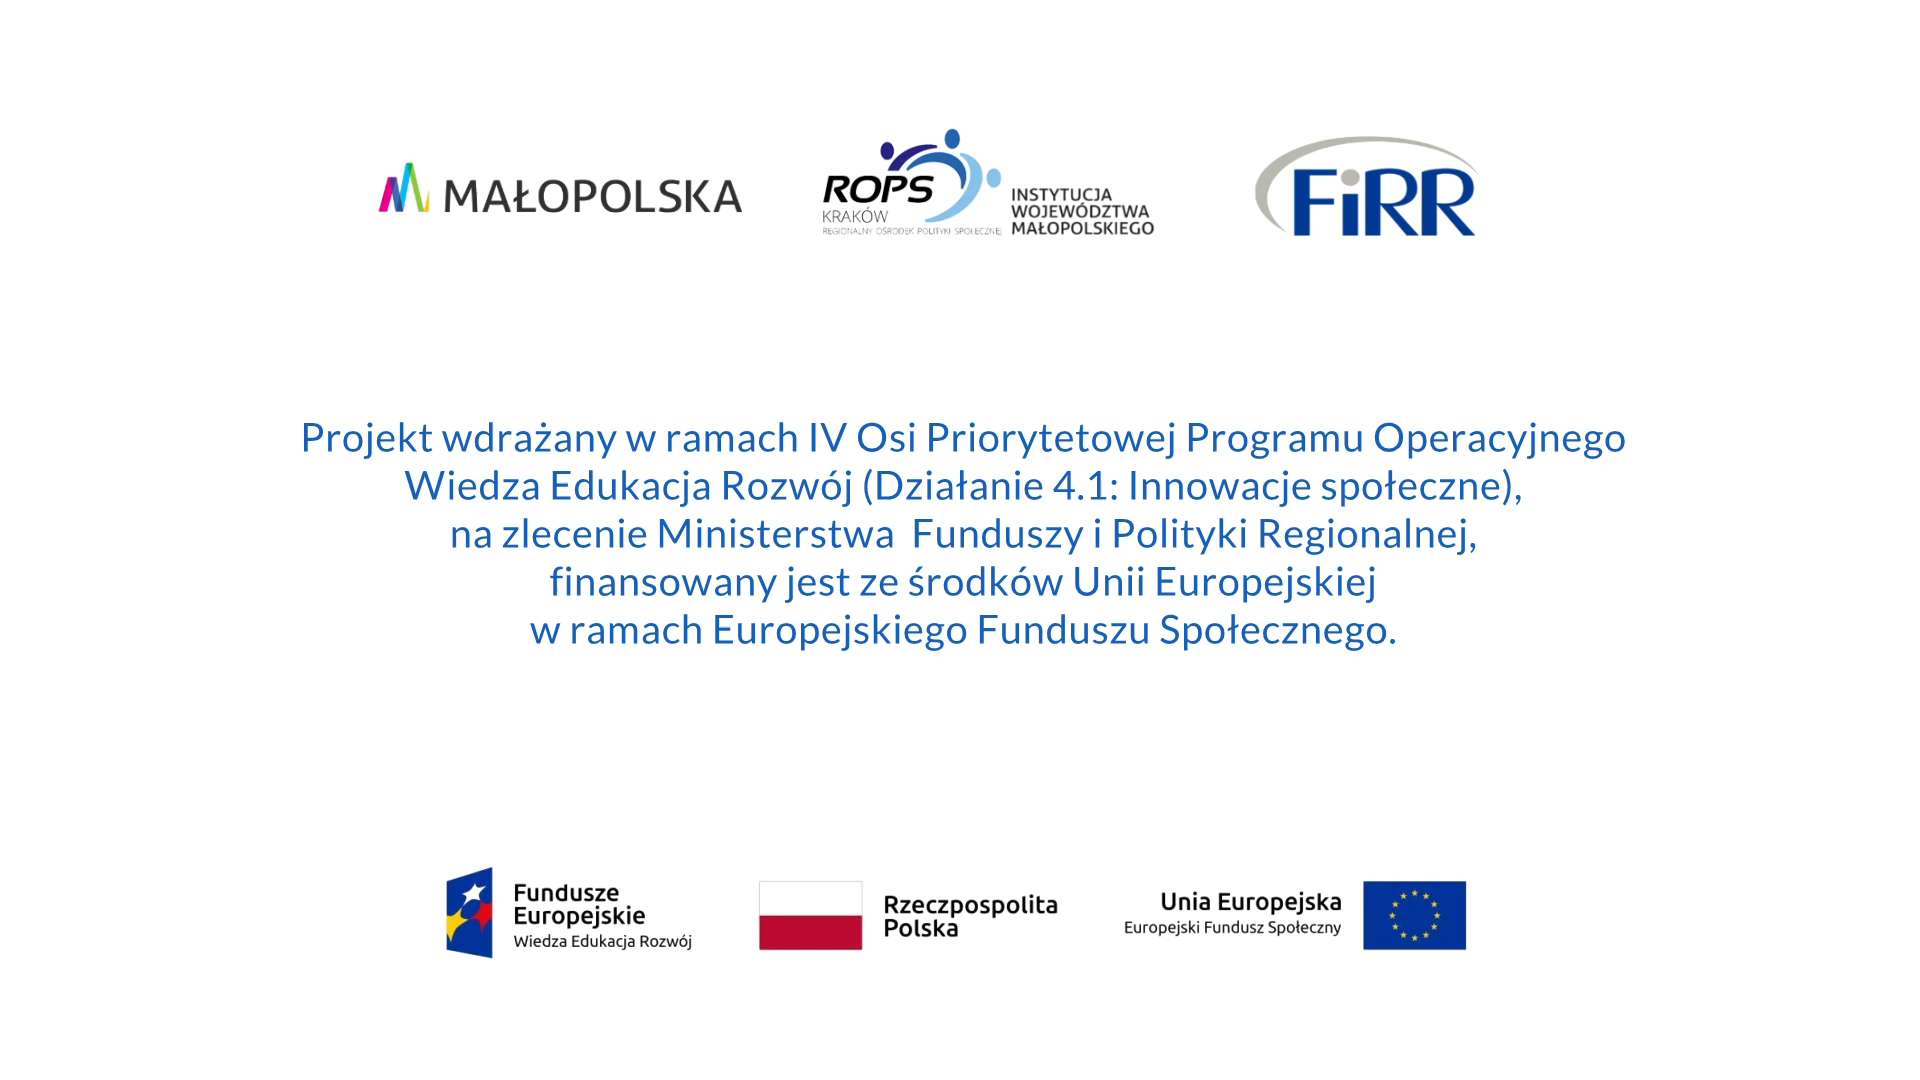 MAŁOPOLSKA
ROPS
KRAKÓW
REGIONALNY OŚRODEK POLITYKI SPOŁECZNEJ
INSTYTUCJA
WOJEWÓDZTWA
MAŁOPOLSKIEGO
FiRR
Projekt wdrażany w ramach IV Osi Priorytetowej Programu Operacyjnego
Wiedza Edukacja Rozwój (Działanie 4.1: Innowacje społeczne),
na zlecenie Ministerstwa  Funduszy i Polityki Regionalnej,
finansowany jest ze środków Unii Europejskiej
w ramach Europejskiego Funduszu Społecznego.
Fundusze
Europejskie
Wiedza Edukacja Rozwój
Rzeczpospolita
Polska
Unia Europejska
Europejski Fundusz Społeczny